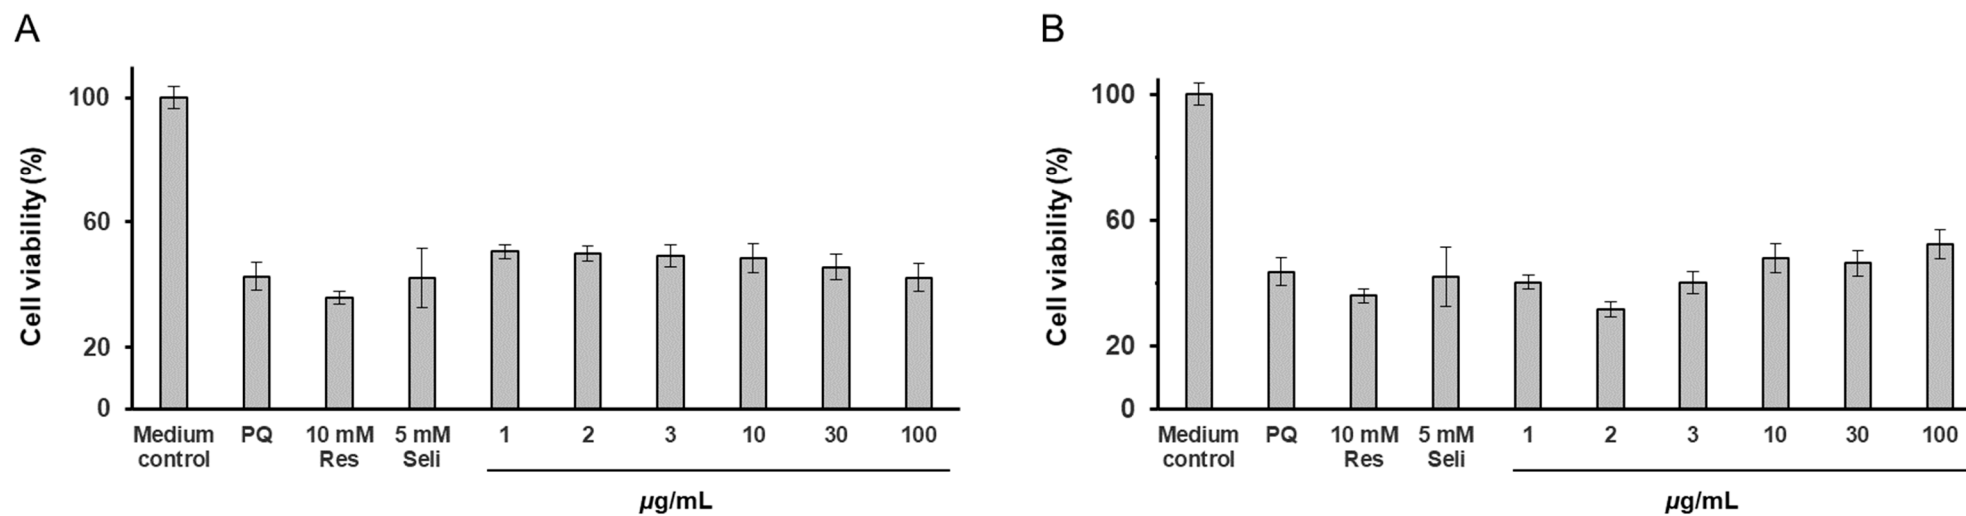 A
Cell viability (%)
100
60
20
0
Medium control
PQ
10 mM Res
5 mM Seli
1
2
3
10
30
100
µg/mL
B
Cell viability (%)
100
60
20
0
Medium control
PQ
10 mM Res
5 mM Seli
1
2
3
10
30
100
µg/mL